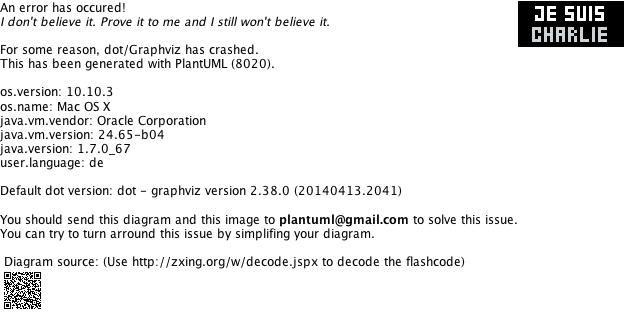 An error has occured!
I don't believe it. Prove it to me and I still won't believe it.
JE SUIS
CHARLIE
For some reason, dot/Graphviz has crashed.
This has been generated with PlantUML (8020).
os.version: 10.10.3
os.name: Mac OS X
java.vm.vendor: Oracle Corporation
java.vm.version: 24.65-b04
java.version: 1.7.0_67
user.language: de
Default dot version: dot - graphviz version 2.38.0 (20140413.2041)
You should send this diagram and this image to plantuml@gmail.com to solve this issue.
You can try to turn arround this issue by simplifing your diagram.
Diagram source: (Use http://zxing.org/w/decode.jspx to decode the flashcode)